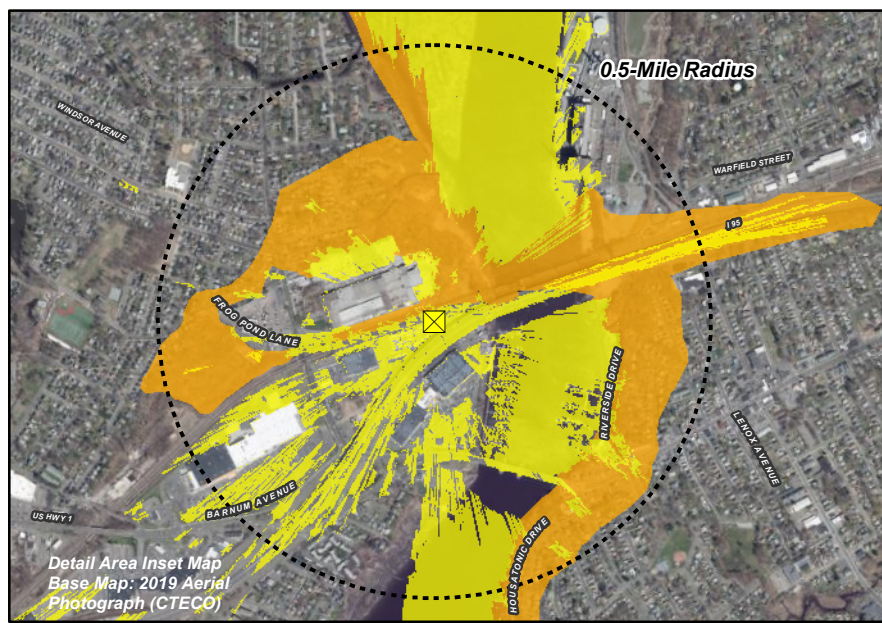 0.5-Mile Radius
WINDSOR AVENUE
WARFIELD STREET
I 95
FROG POND LANE
RIVERSIDE DRIVE
LENOX AVENUE
BARNUM AVENUE
US HWY 1
HOUSATONIC DRIVE
Detail Area Inset Map
Base Map: 2019 Aerial
Photograph (CTECO)